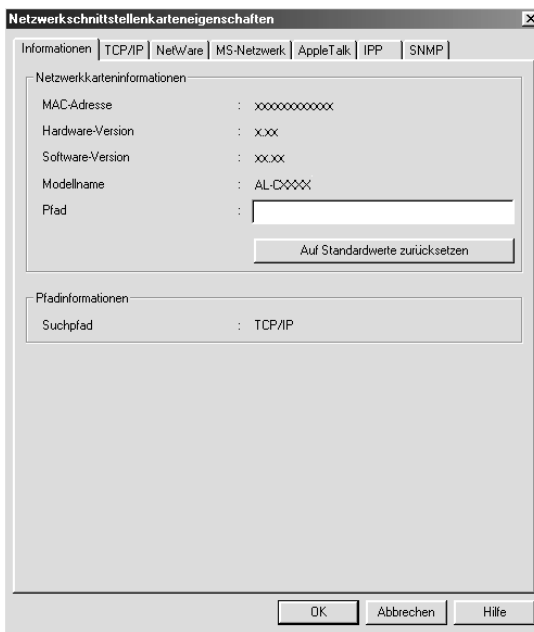 Netzwerkschnittstellenkarteneigenschaften
Informationen TCP/IP NetWare MS-Netzwerk AppleTalk IPP SNMP
Netzwerkkarteninformationen
MAC-Adresse : xxxxxxxxxxxx
Hardware-Version : x.xx
Software-Version : xx.xx
Modellname : AL-CXXXX
Pfad :
Auf Standardwerte zurücksetzen
Pfadinformationen
Suchpfad : TCP/IP
OK Abbrechen Hilfe